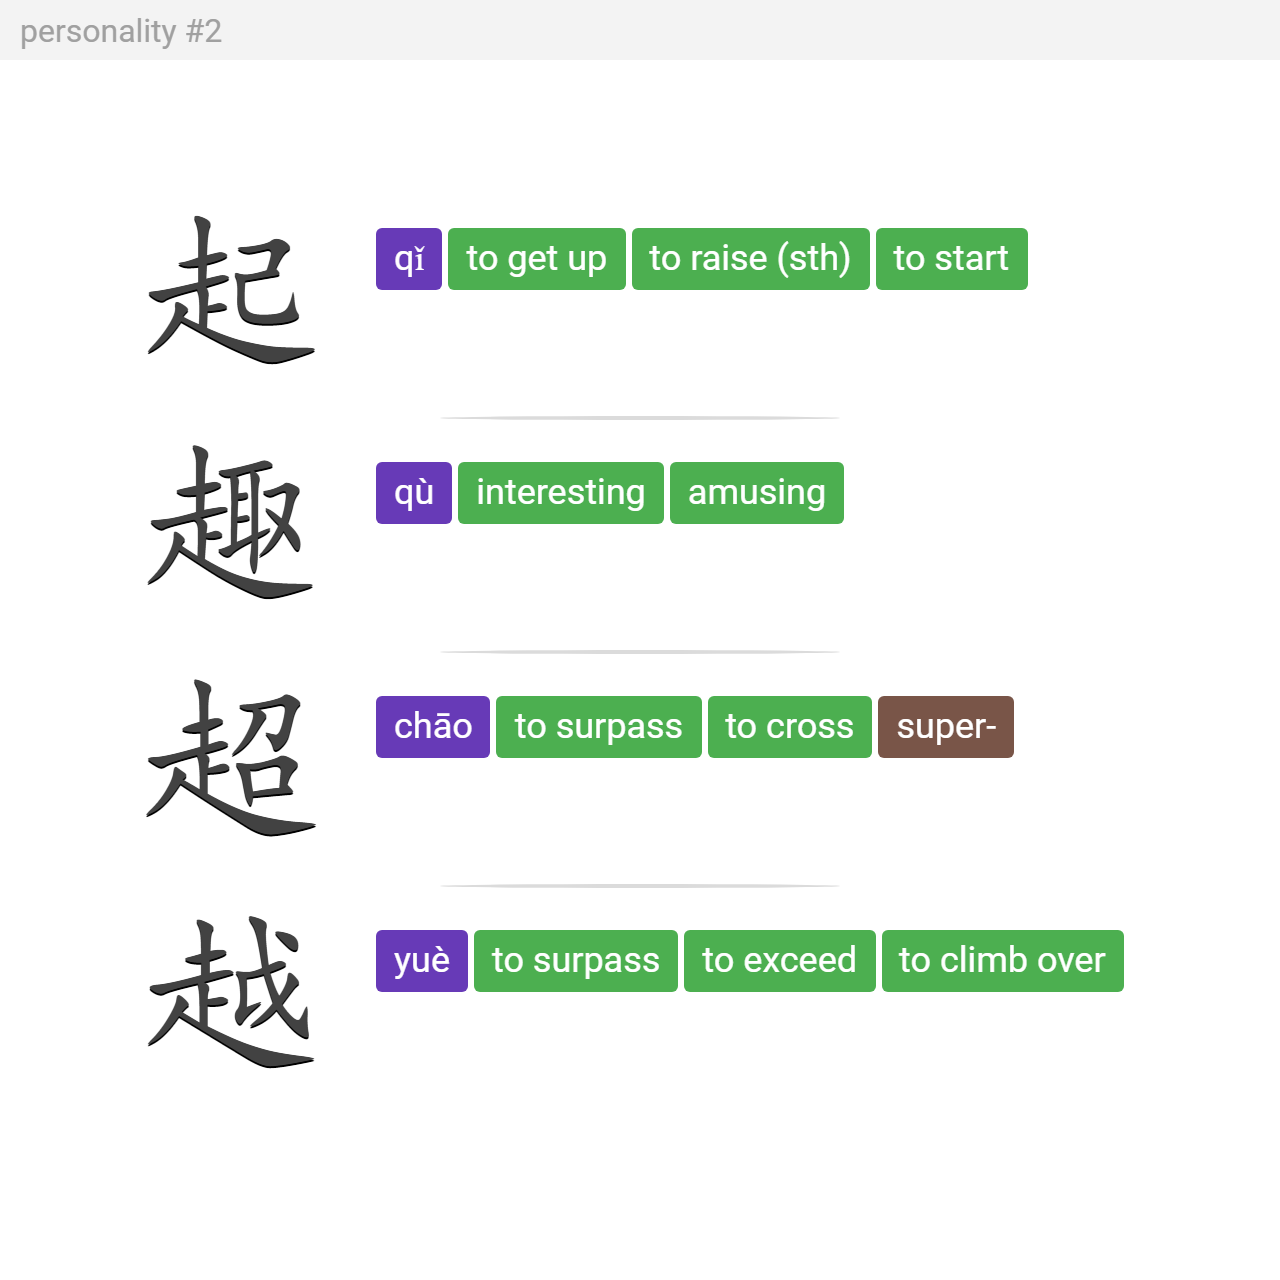 personality #2
起 qǐ to get up to raise (sth) to start
趣 qù interesting amusing
超 chāo to surpass to cross super-
越 yuè to surpass to exceed to climb over